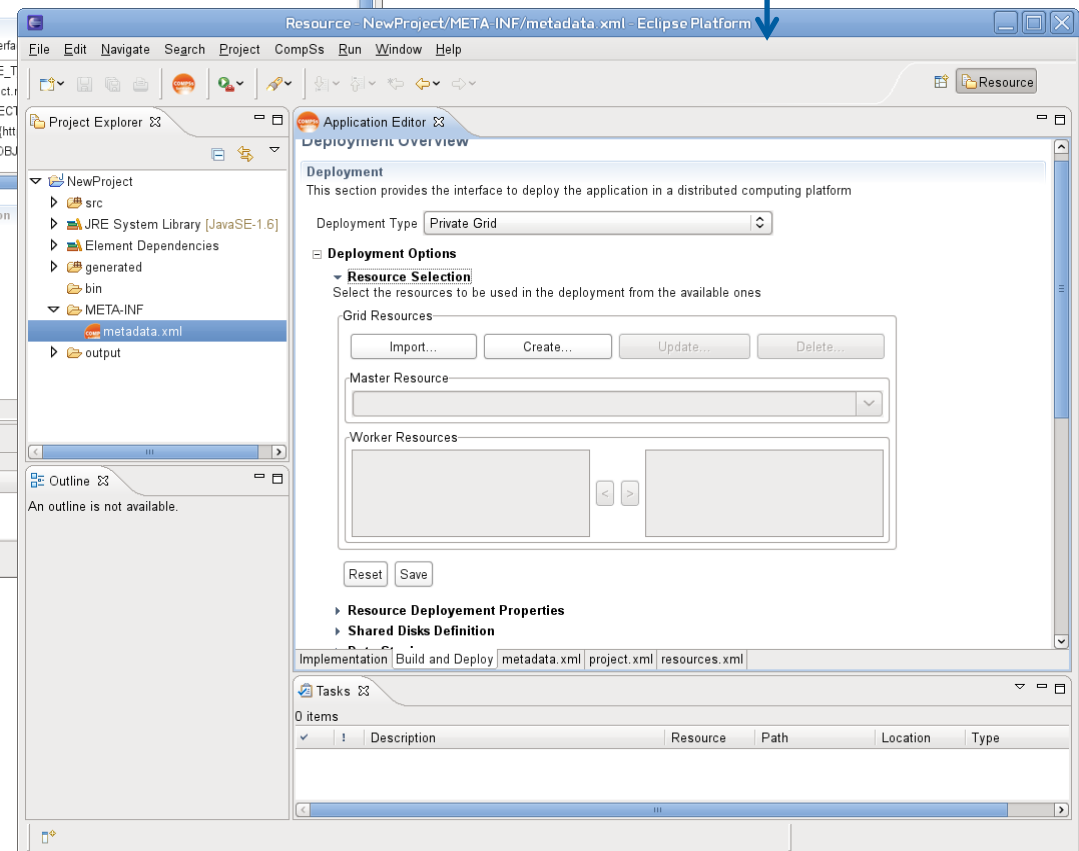 Resource - NewProject/META-INF/metadata.xml - Eclipse Platform
File Edit Navigate Search Project CompSs Run Window Help
Resource
Project Explorer
NewProject
src
JRE System Library [JavaSE-1.6]
Element Dependencies
generated
bin
META-INF
metadata.xml
output
Outline
An outline is not available.
Application Editor
Deployment Overview
Deployment
This section provides the interface to deploy the application in a distributed computing platform
Deployment Type Private Grid
Deployment Options
Resource Selection
Select the resources to be used in the deployment from the available ones
Grid Resources
Import... Create... Update... Delete...
Master Resource
Worker Resources
< >
Reset Save
Resource Deployement Properties
Shared Disks Definition
Implementation Build and Deploy metadata.xml project.xml resources.xml
Tasks
0 items
! Description Resource Path Location Type